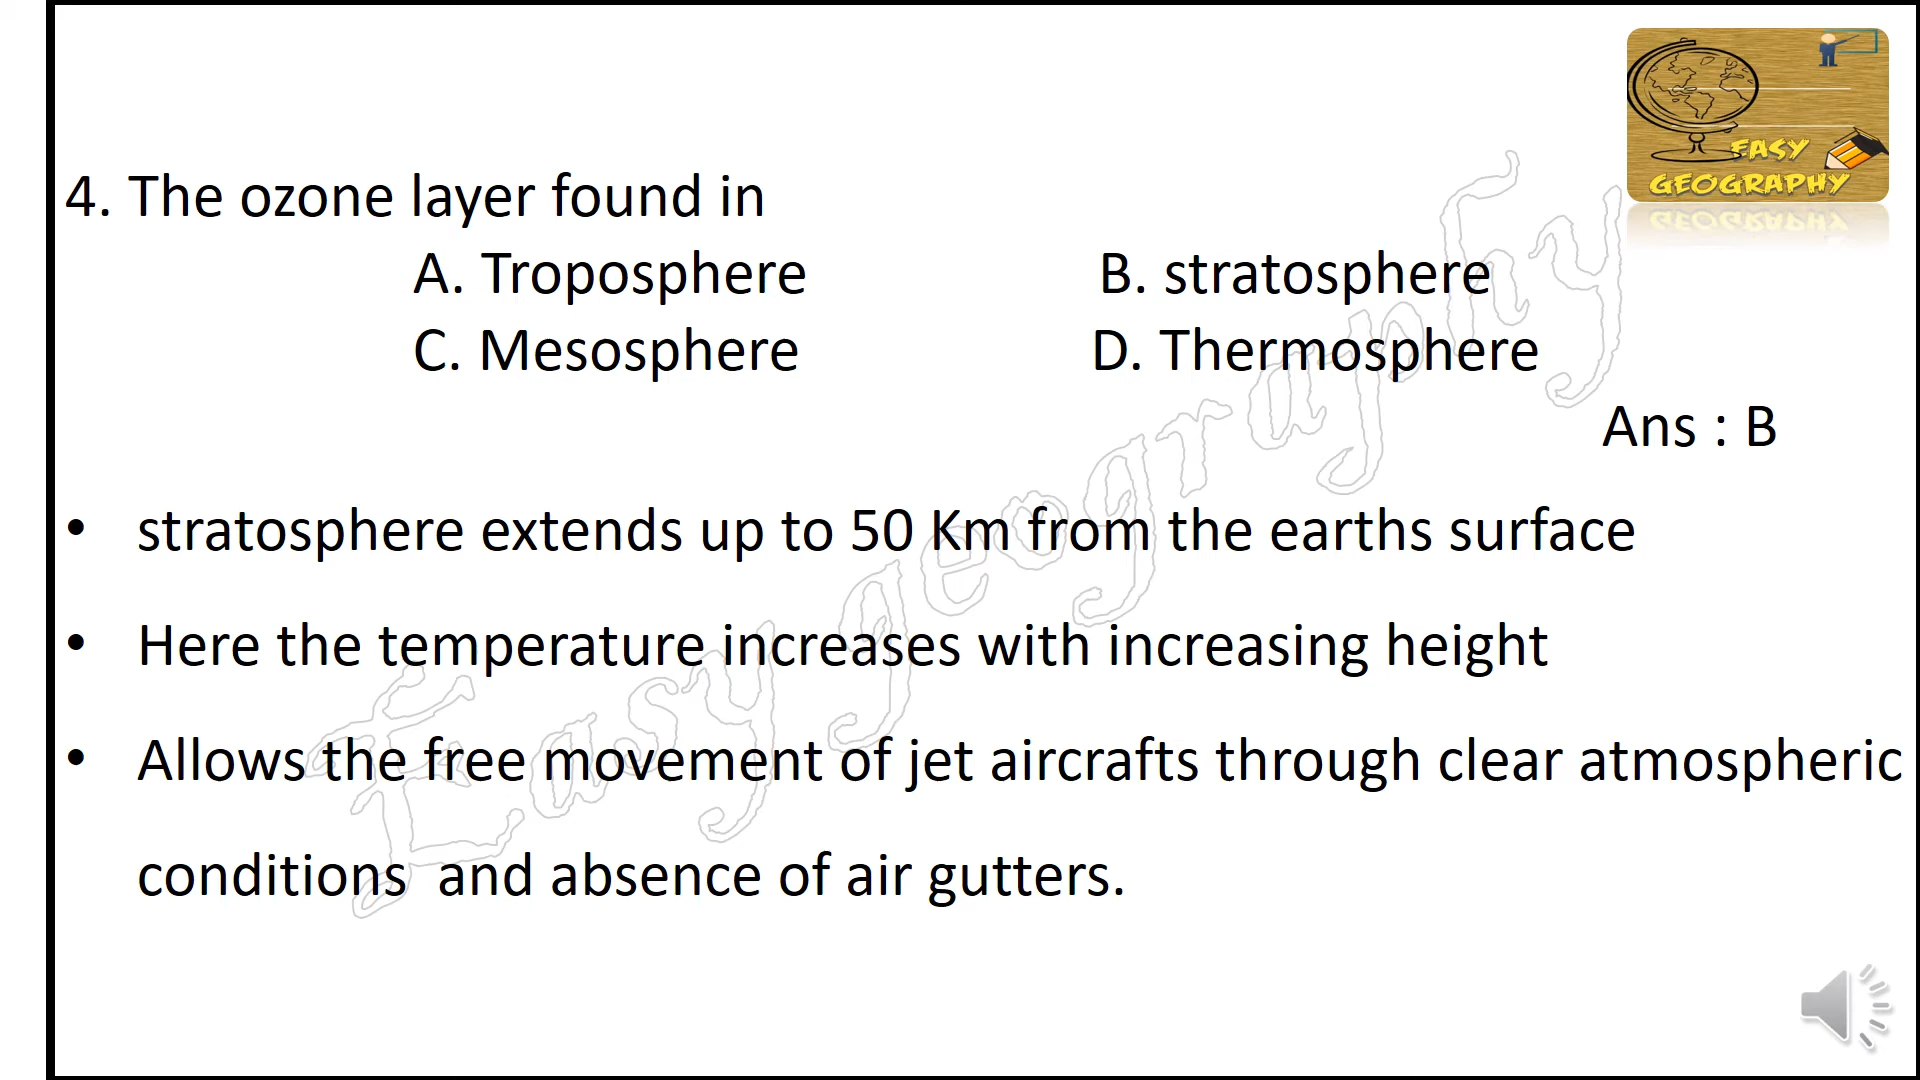 EASY
GEOGRAPHY
4. The ozone layer found in
A. Troposphere B. stratosphere
C. Mesosphere D. Thermosphere
Ans : B
• stratosphere extends up to 50 Km from the earths surface
• Here the temperature increases with increasing height
• Allows the free movement of jet aircrafts through clear atmospheric
conditions and absence of air gutters.
Easy geography